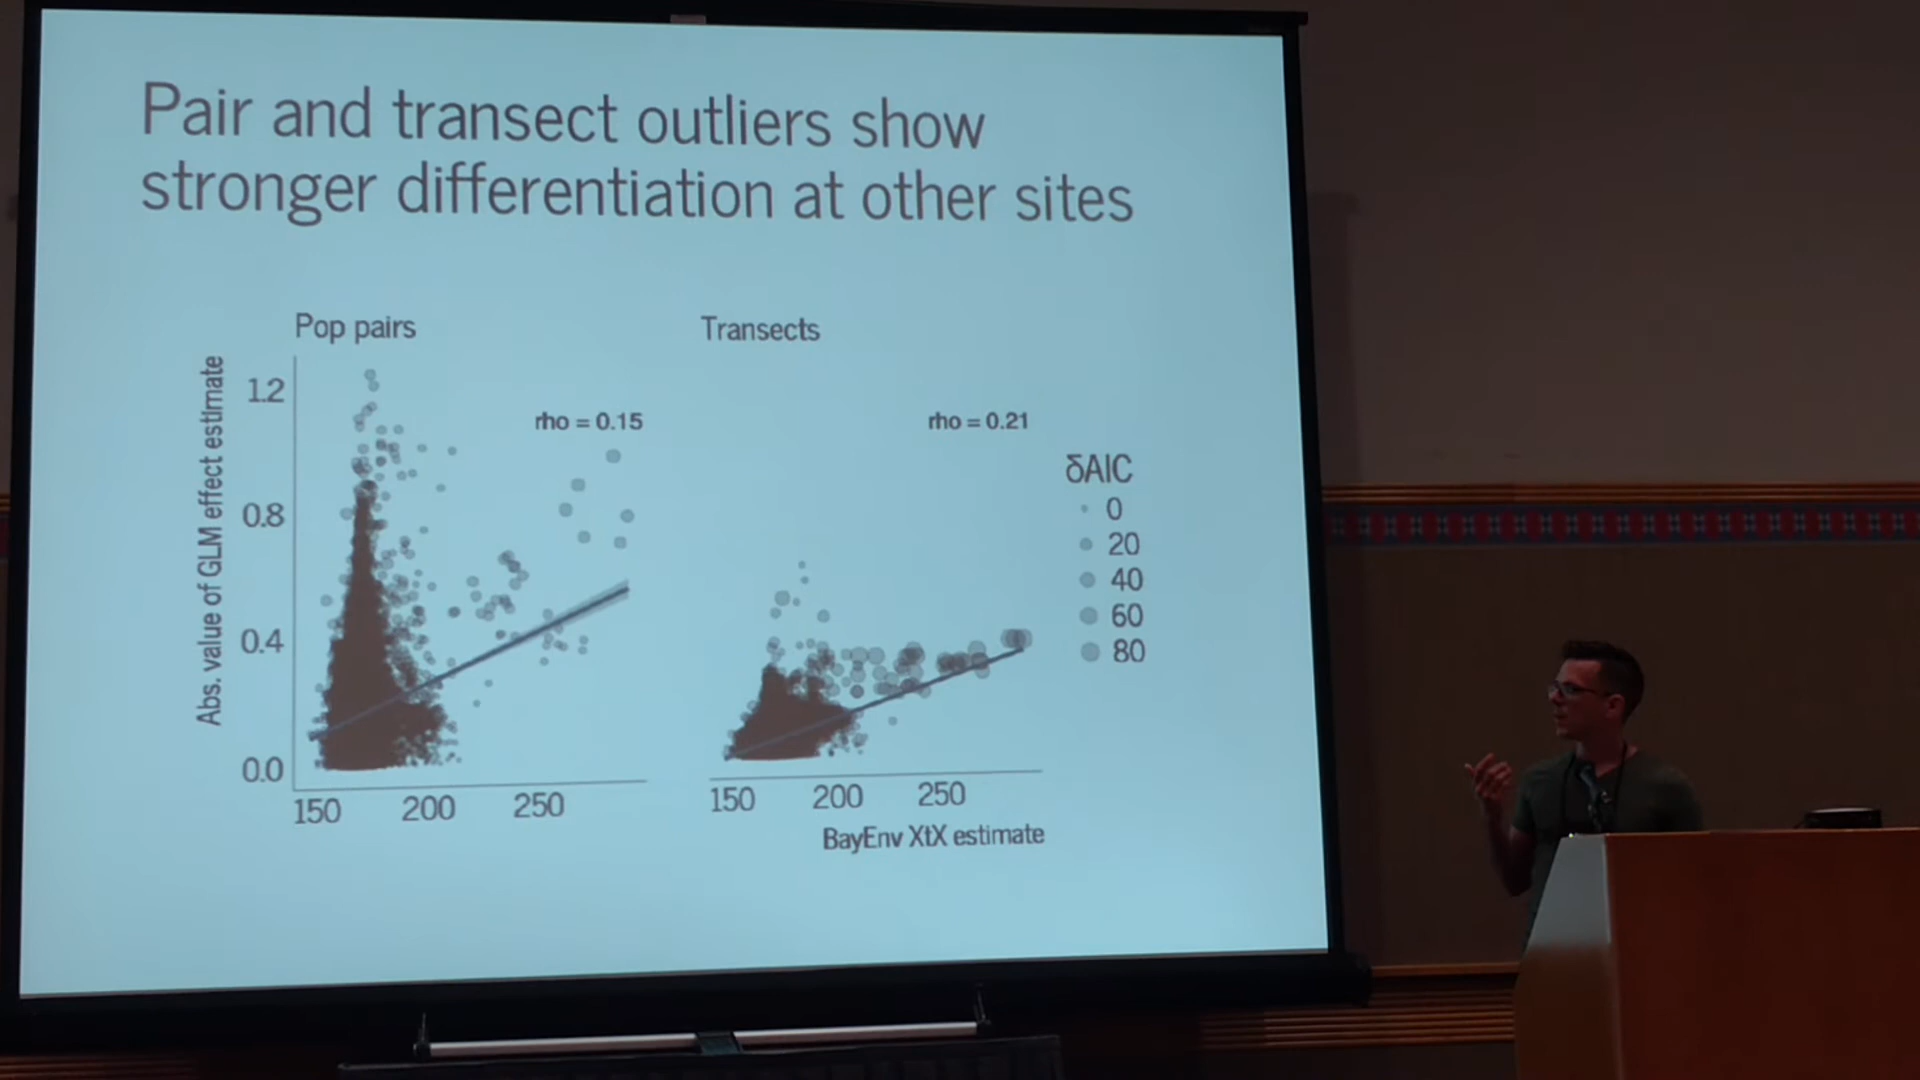 Pair and transect outliers show
stronger differentiation at other sites
Pop pairs
Transects
Abs. value of GLM effect estimate
1.2
0.8
0.4
0.0
rho = 0.15
rho = 0.21
δAIC
0
20
40
60
80
150 200 250
150 200 250
BayEnv XtX estimate